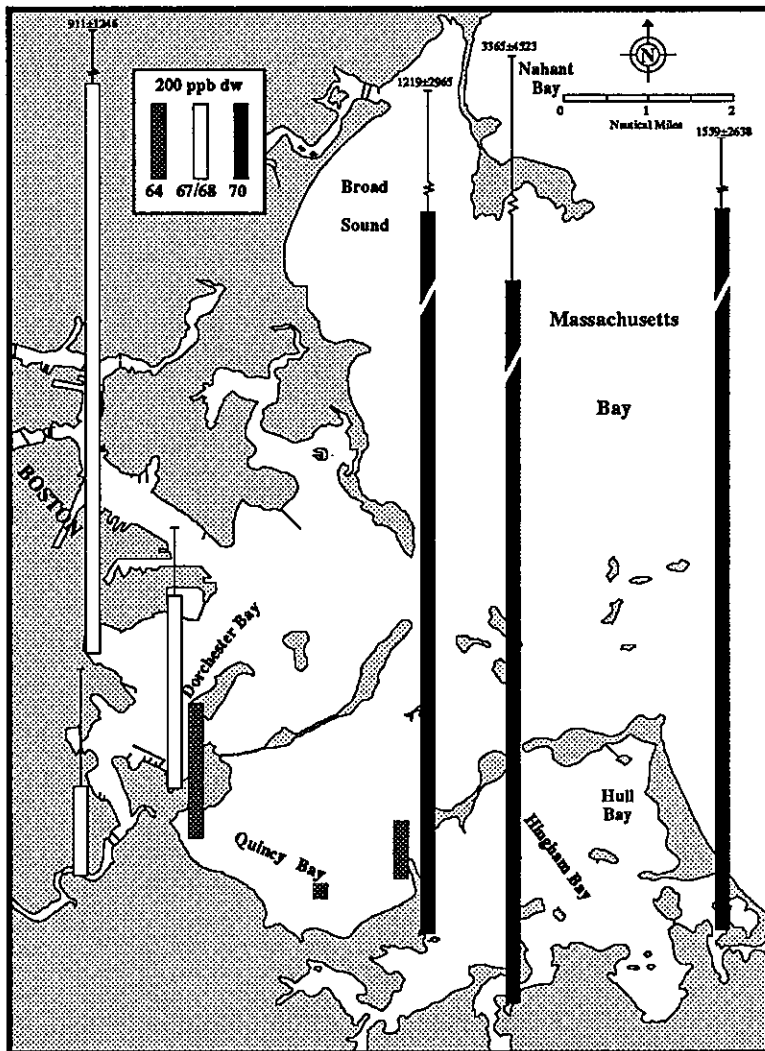 911±1248
3365±4523
1219±2965
1559±2638
200 ppb dw
64 67/68 70
N
0 1 2
Nautical Miles
Nahant
Bay
Broad
Sound
Massachusetts
Bay
BOSTON
Dorchester Bay
Quincy Bay
Hingham Bay
Hull
Bay